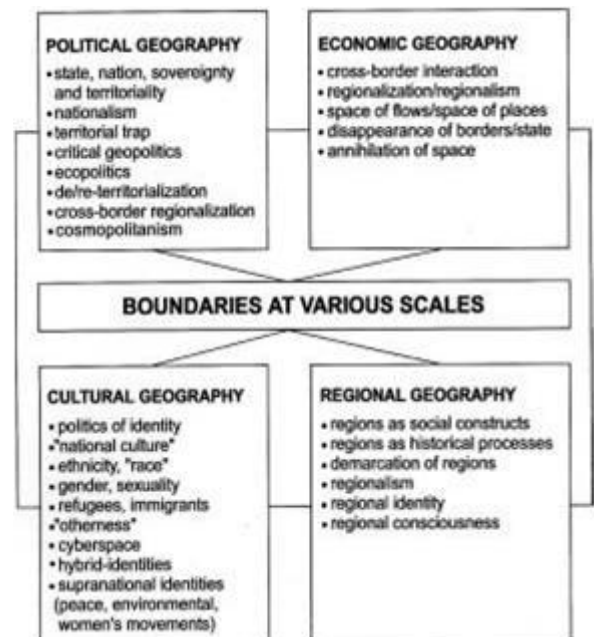 POLITICAL GEOGRAPHY
• state, nation, sovereignty
and territoriality
• nationalism
• territorial trap
• critical geopolitics
• ecopolitics
• de/re-territorialization
• cross-border regionalization
• cosmopolitanism
ECONOMIC GEOGRAPHY
• cross-border interaction
• regionalization/regionalism
• space of flows/space of places
• disappearance of borders/state
• annihilation of space
BOUNDARIES AT VARIOUS SCALES
CULTURAL GEOGRAPHY
• politics of identity
• "national culture"
• ethnicity, "race"
• gender, sexuality
• refugees, immigrants
• "otherness"
• cyberspace
• hybrid-identities
• supranational identities
(peace, environmental,
women's movements)
REGIONAL GEOGRAPHY
• regions as social constructs
• regions as historical processes
• demarcation of regions
• regionalism
• regional identity
• regional consciousness